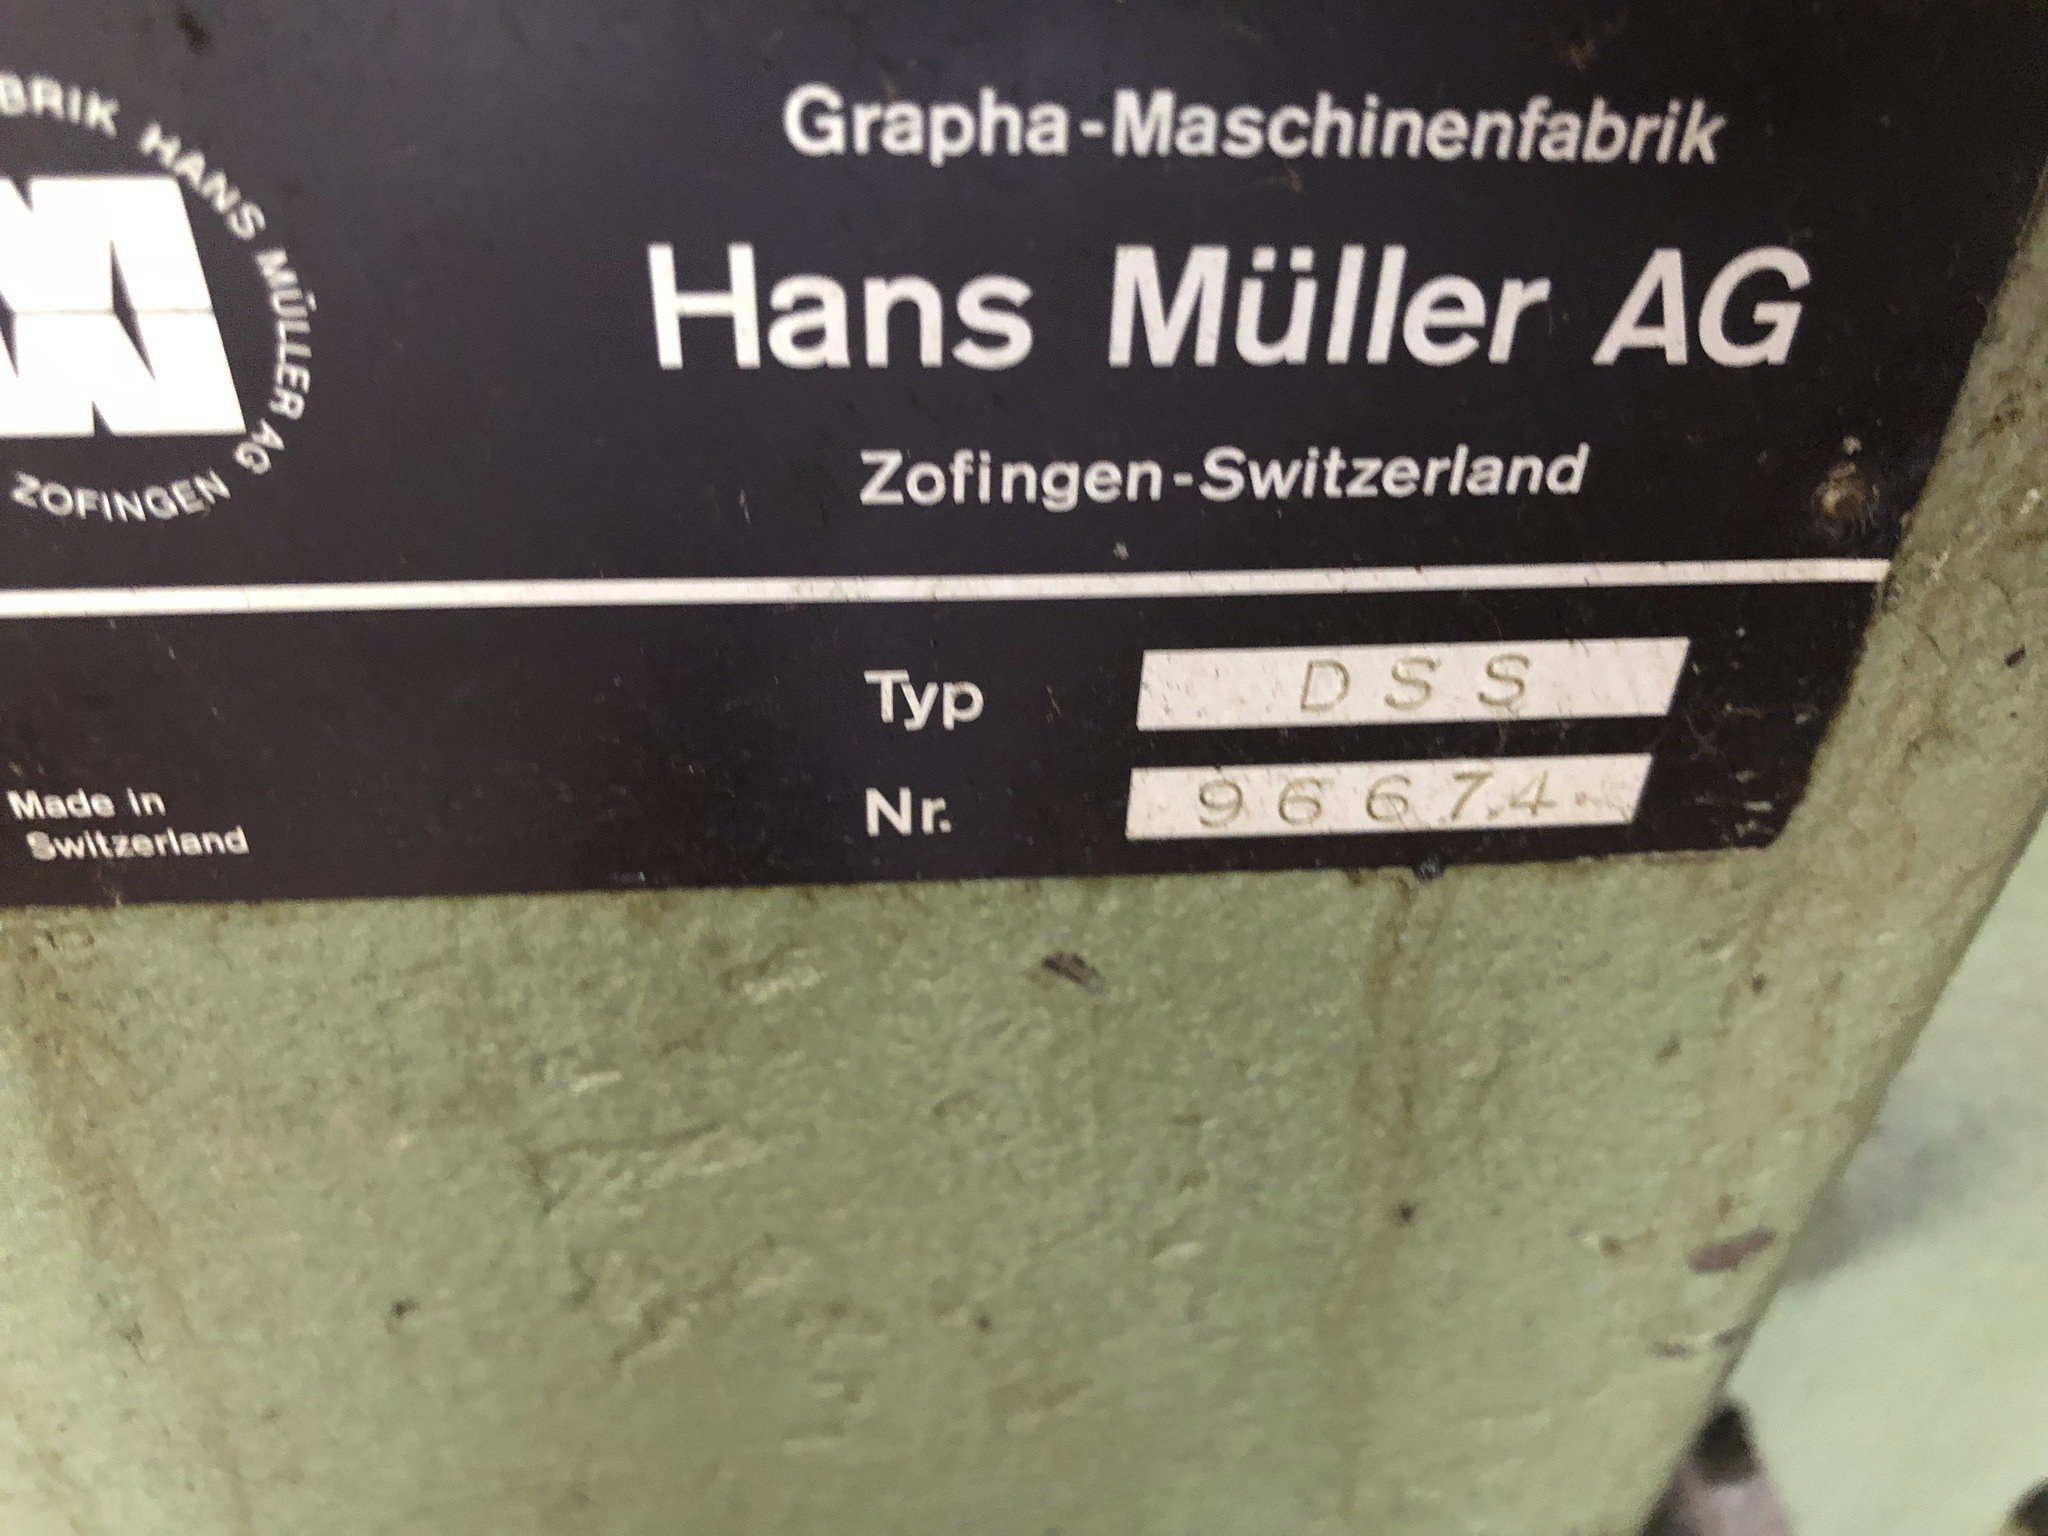 BRIK HANS MÜLLER AG
ZOFINGEN
Grapha-Maschinenfabrik
Hans Müller AG
Zofingen-Switzerland
Typ DSS
Nr. 96674
Made in
Switzerland